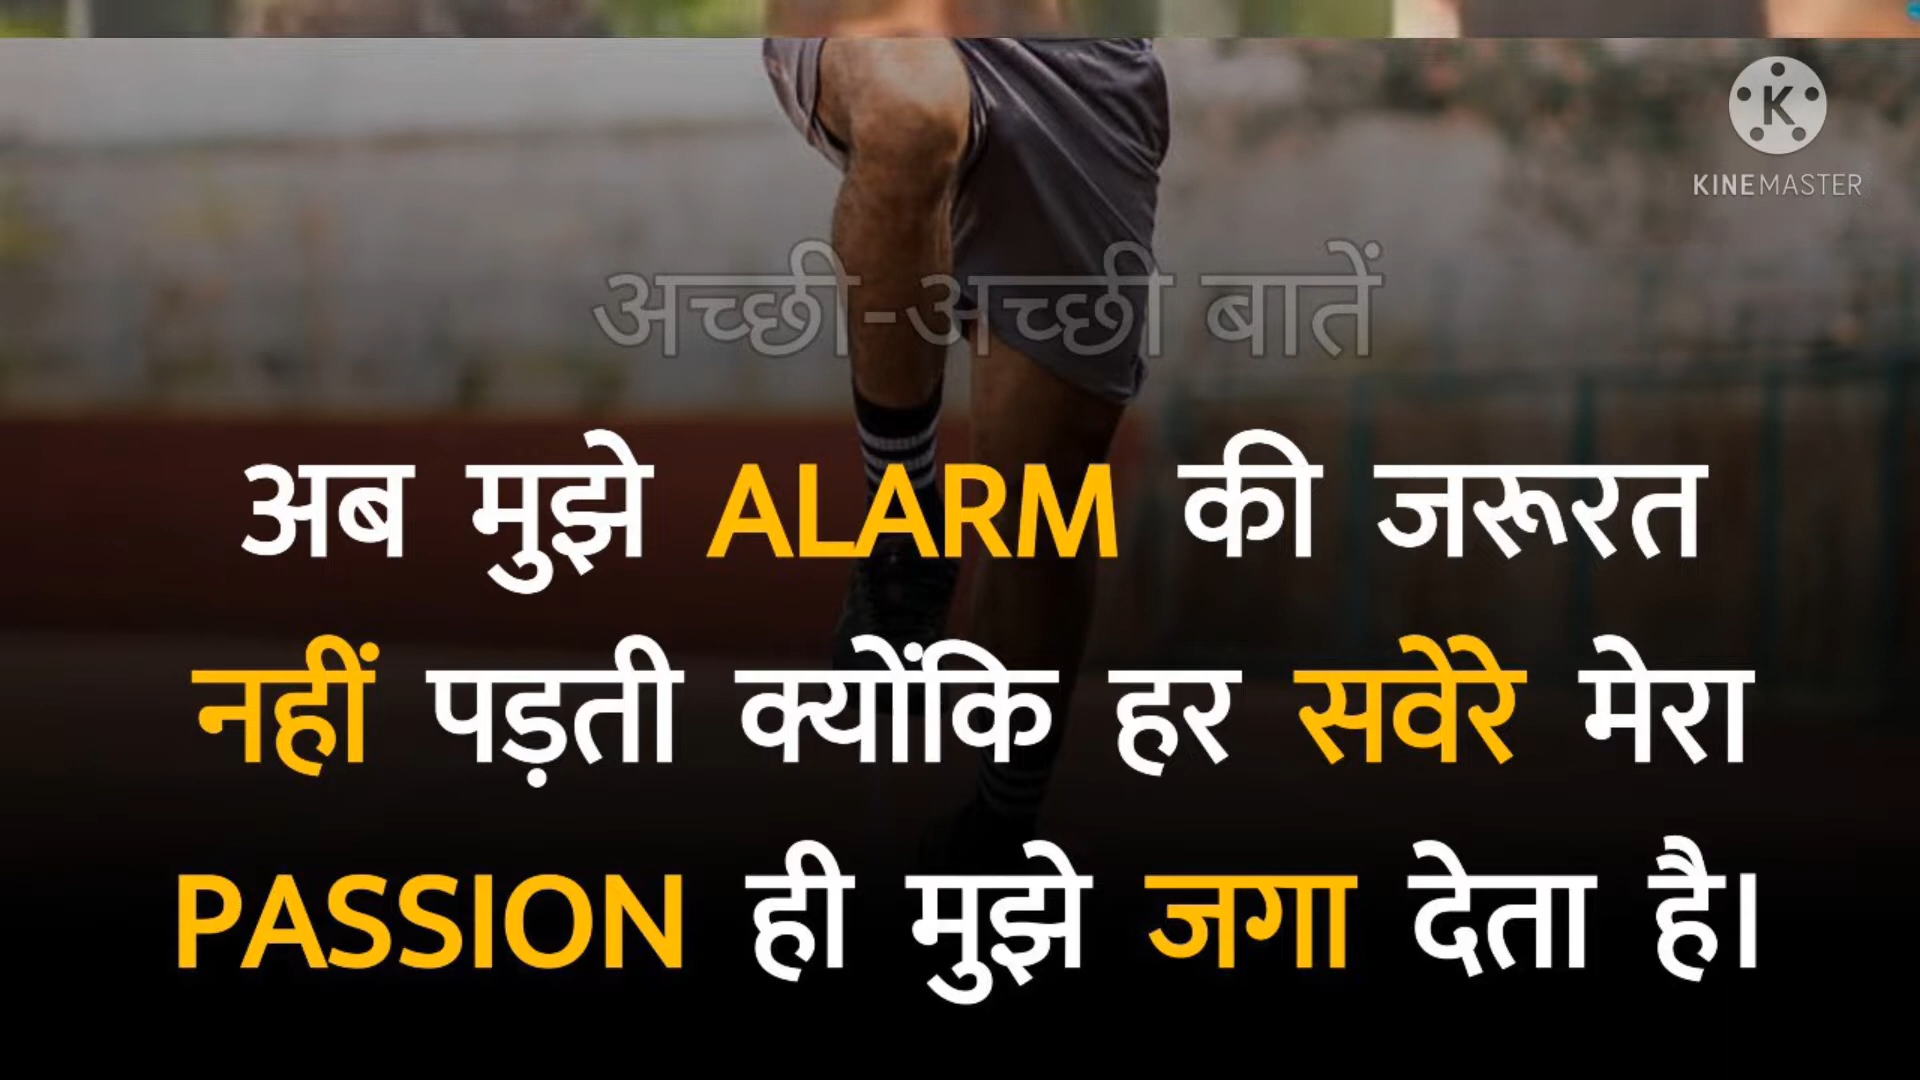 KINEMASTER
अच्छी-अच्छी बातें
अब मुझे ALARM की जरूरत
नहीं पड़ती क्योंकि हर सवेरे मेरा
PASSION ही मुझे जगा देता है।